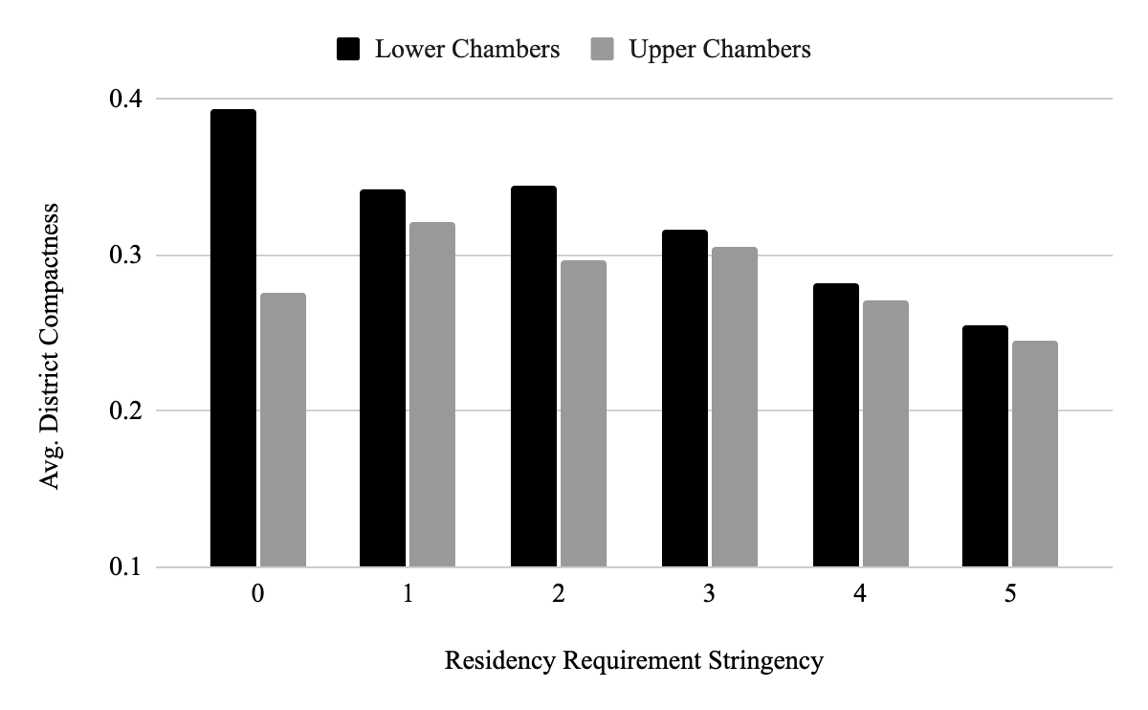 Lower Chambers Upper Chambers
0.4
0.3
0.2
0.1
Avg. District Compactness
0 1 2 3 4 5
Residency Requirement Stringency